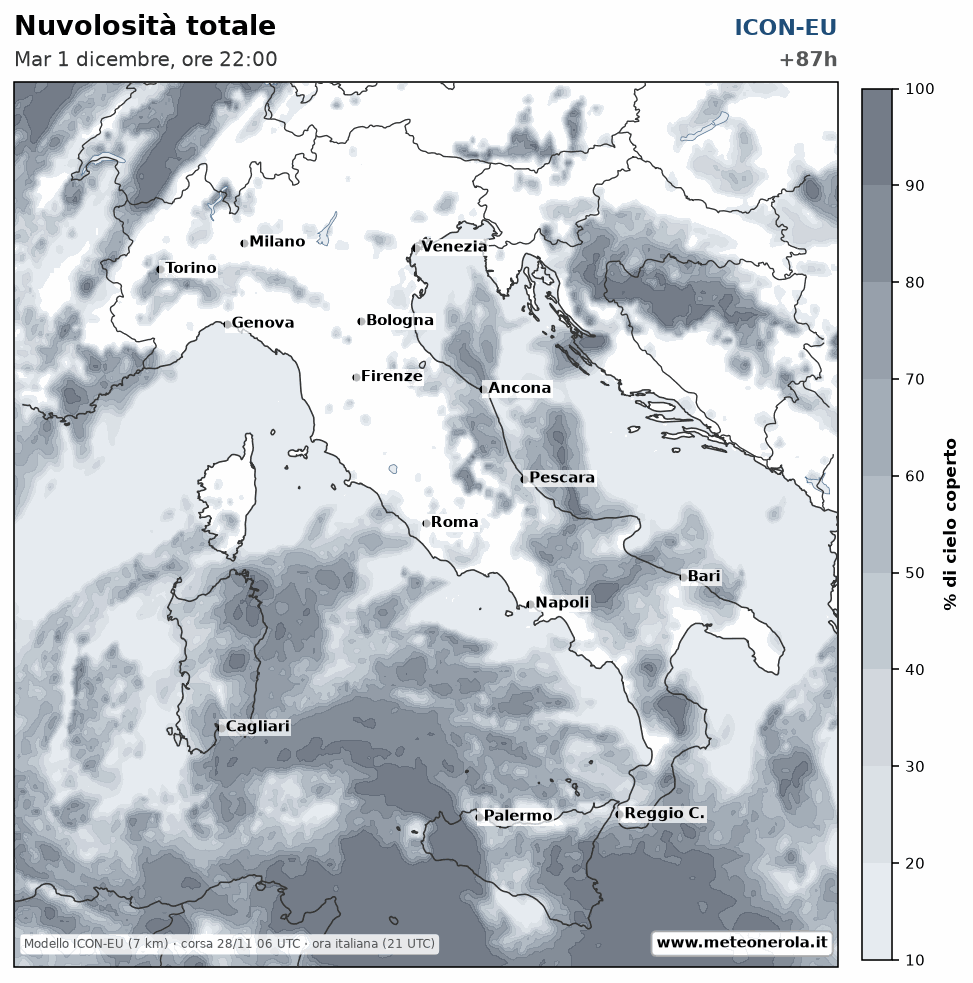 Nuvolosità totale
ICON-EU
Mar 1 dicembre, ore 22:00
+87h
100
90
80
70
60
50
40
30
20
10
% di cielo coperto
Milano
Venezia
Torino
Genova
Bologna
Firenze
Ancona
Pescara
Roma
Bari
Napoli
Cagliari
Palermo
Reggio C.
Modello ICON-EU (7 km) · corsa 28/11 06 UTC · ora italiana (21 UTC)
www.meteonerola.it